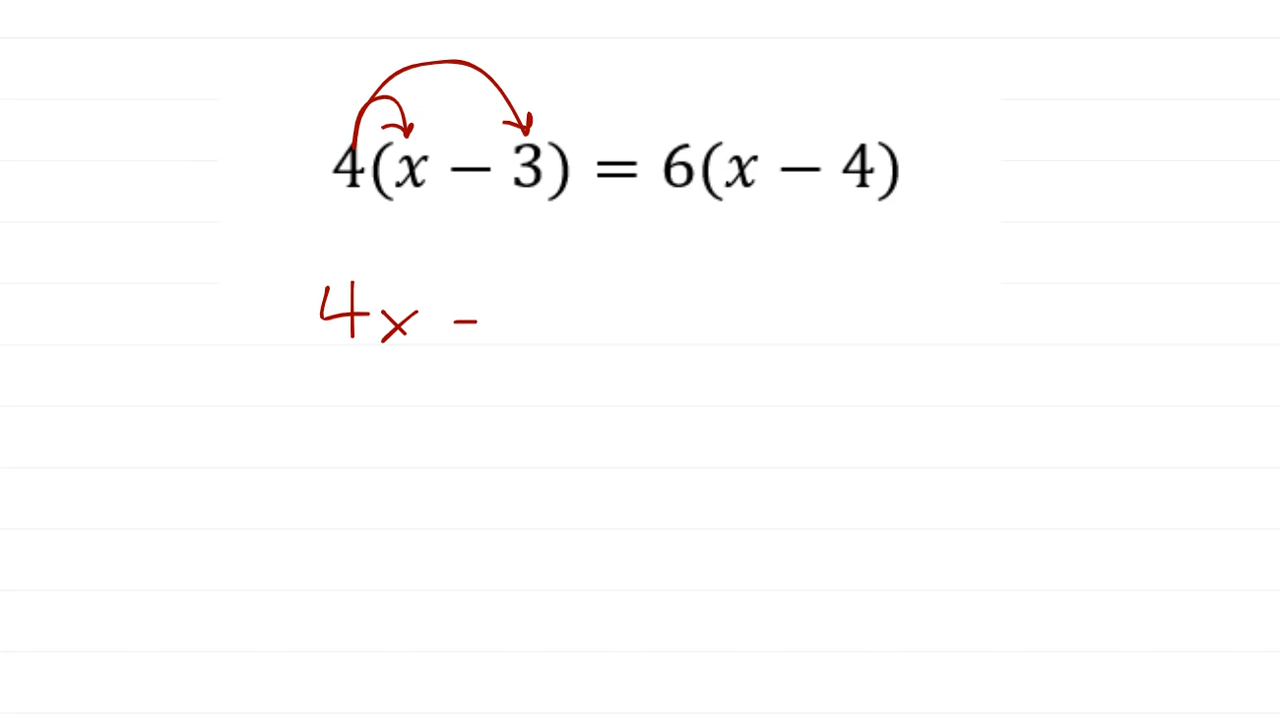 4(x − 3) = 6(x − 4)
4x -